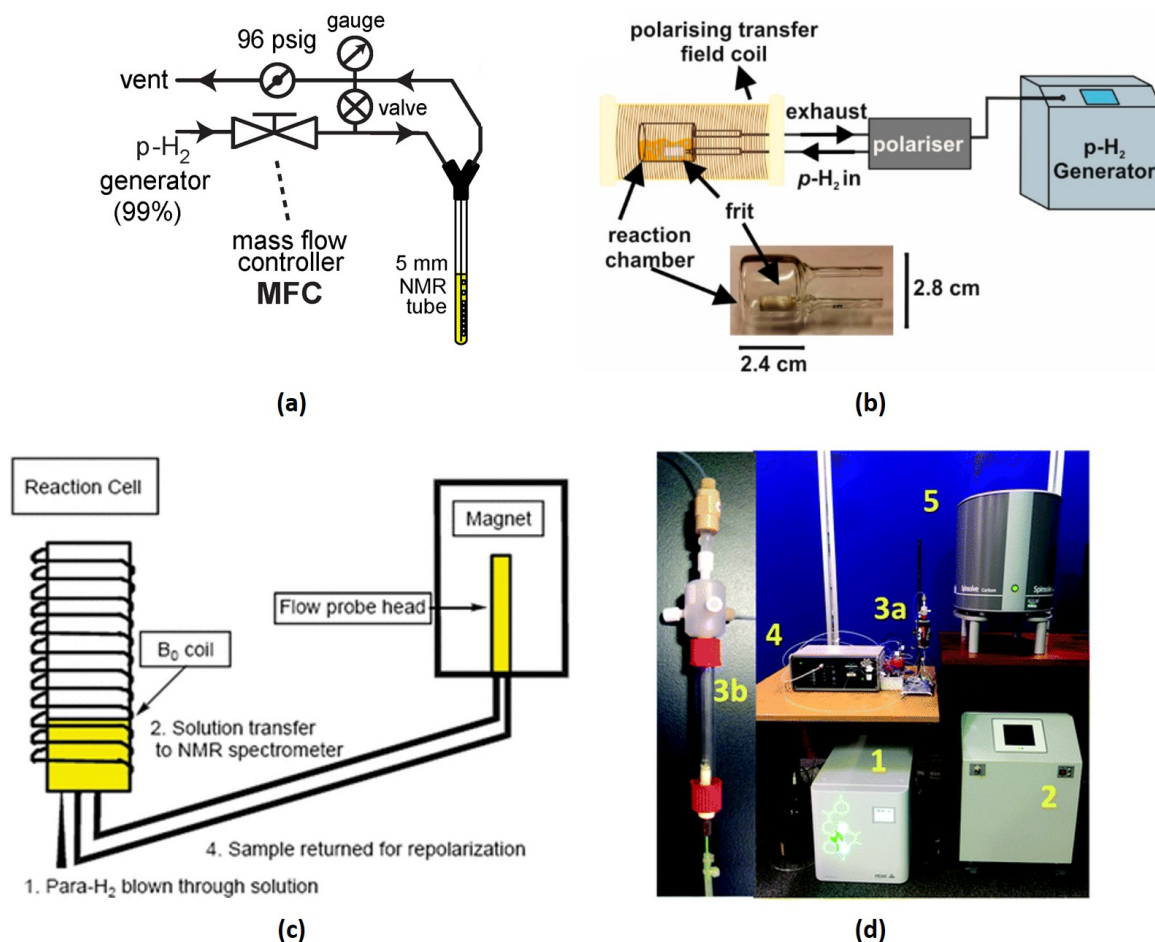 gauge
96 psig
vent
valve
p-H₂
generator
(99%)
mass flow
controller
MFC
5 mm
NMR
tube
(a)
polarising transfer
field coil
exhaust
polariser
p-H₂ in
p-H₂
Generator
frit
reaction
chamber
2.8 cm
2.4 cm
(b)
Reaction Cell
Magnet
Flow probe head
B₀ coil
2. Solution transfer
to NMR spectrometer
4. Sample returned for repolarization
1. Para-H₂ blown through solution
(c)
5
3a
4
3b
1
2
Spinsolve Carbon
(d)